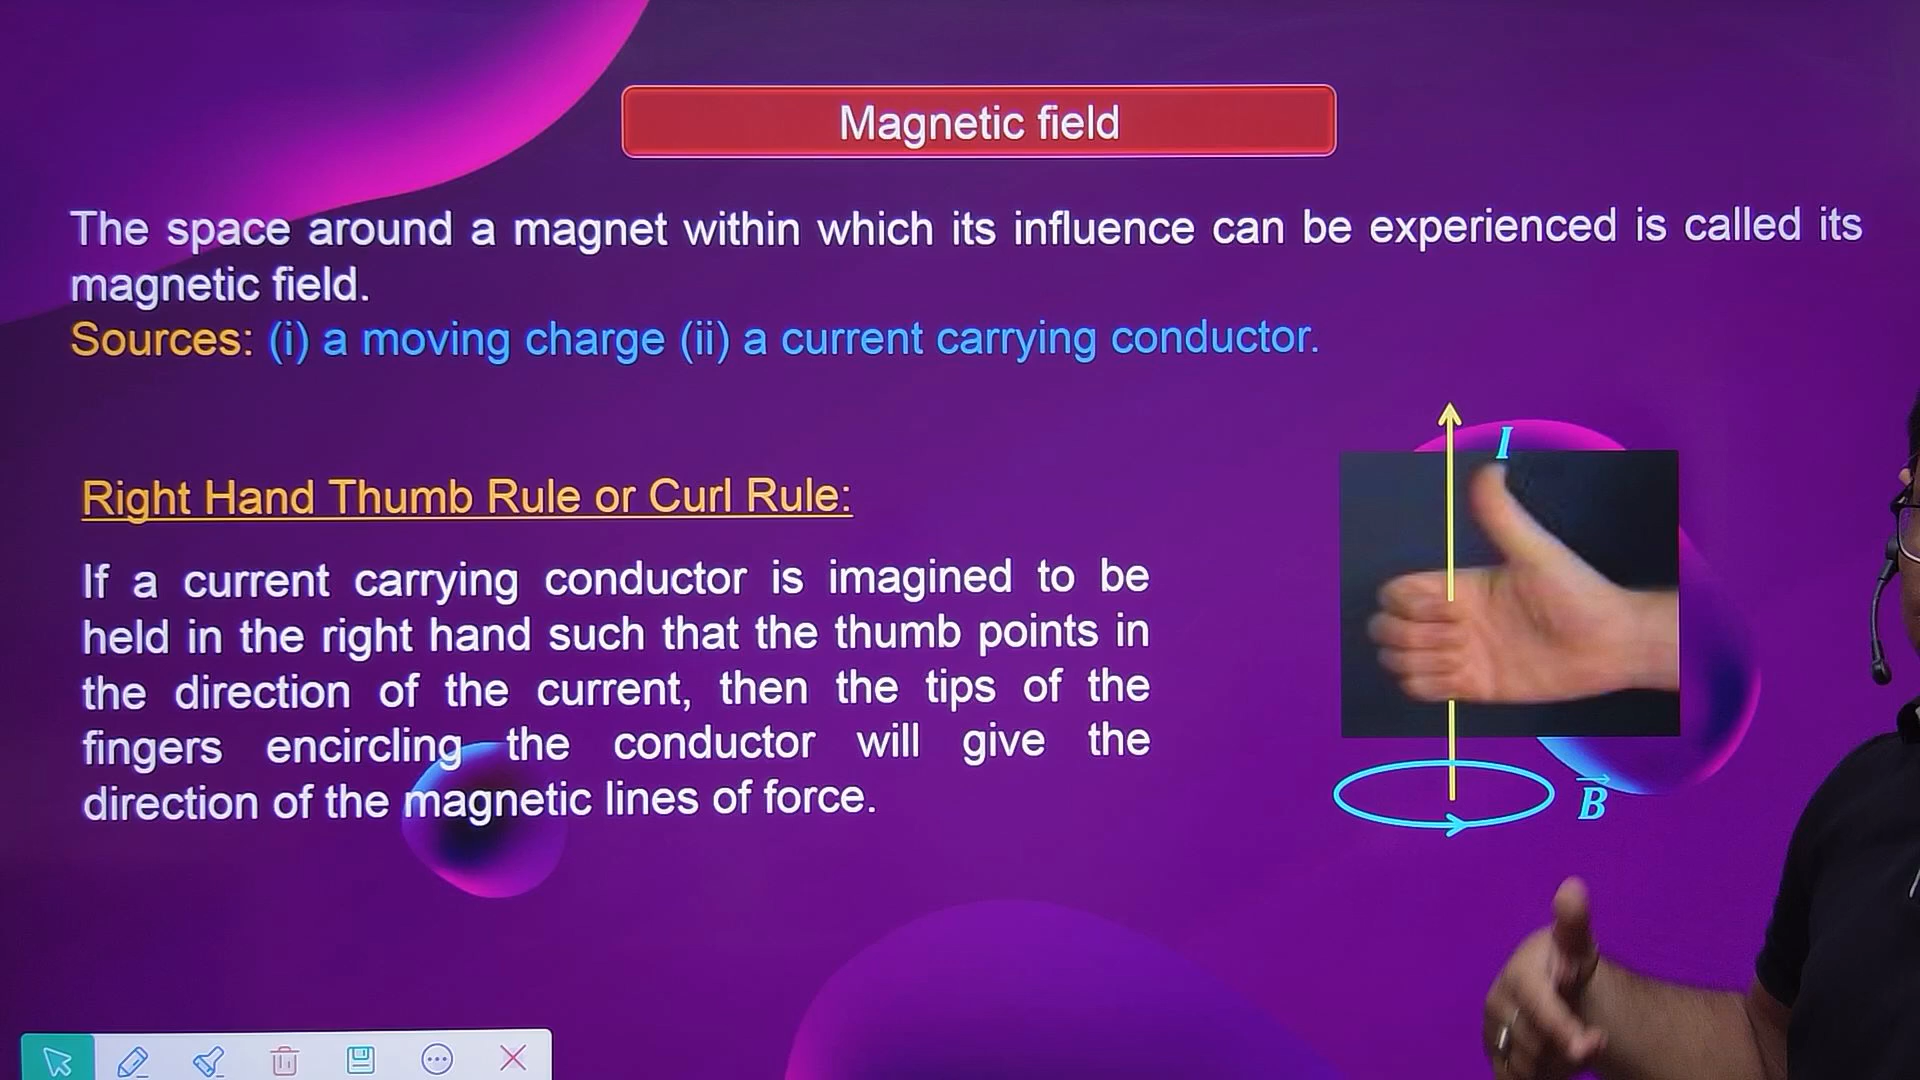 Magnetic field
The space around a magnet within which its influence can be experienced is called its
magnetic field.
Sources: (i) a moving charge (ii) a current carrying conductor.
I
Right Hand Thumb Rule or Curl Rule:
If a current carrying conductor is imagined to be
held in the right hand such that the thumb points in
the direction of the current, then the tips of the
fingers encircling the conductor will give the
direction of the magnetic lines of force.
B